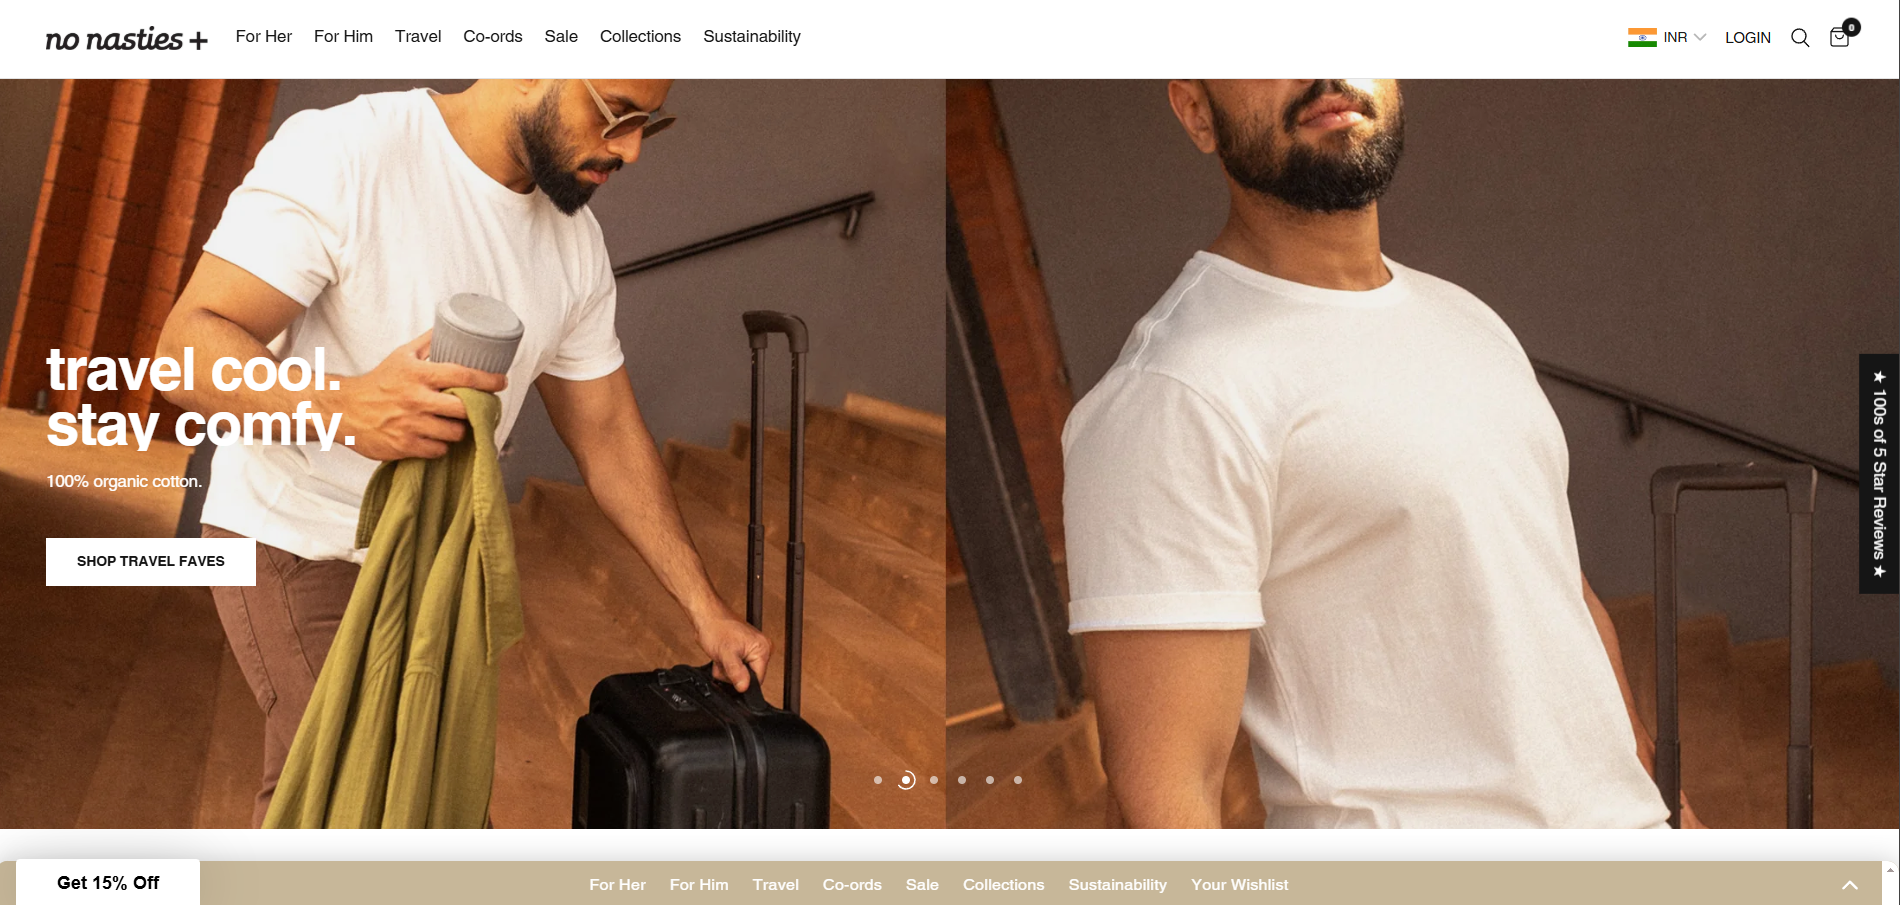 no nasties +
For Her For Him Travel Co-ords Sale Collections Sustainability
INR LOGIN 0
travel cool.
stay comfy.
100% organic cotton.
SHOP TRAVEL FAVES
★ 100s of 5 Star Reviews ★
Get 15% Off
For Her For Him Travel Co-ords Sale Collections Sustainability Your Wishlist